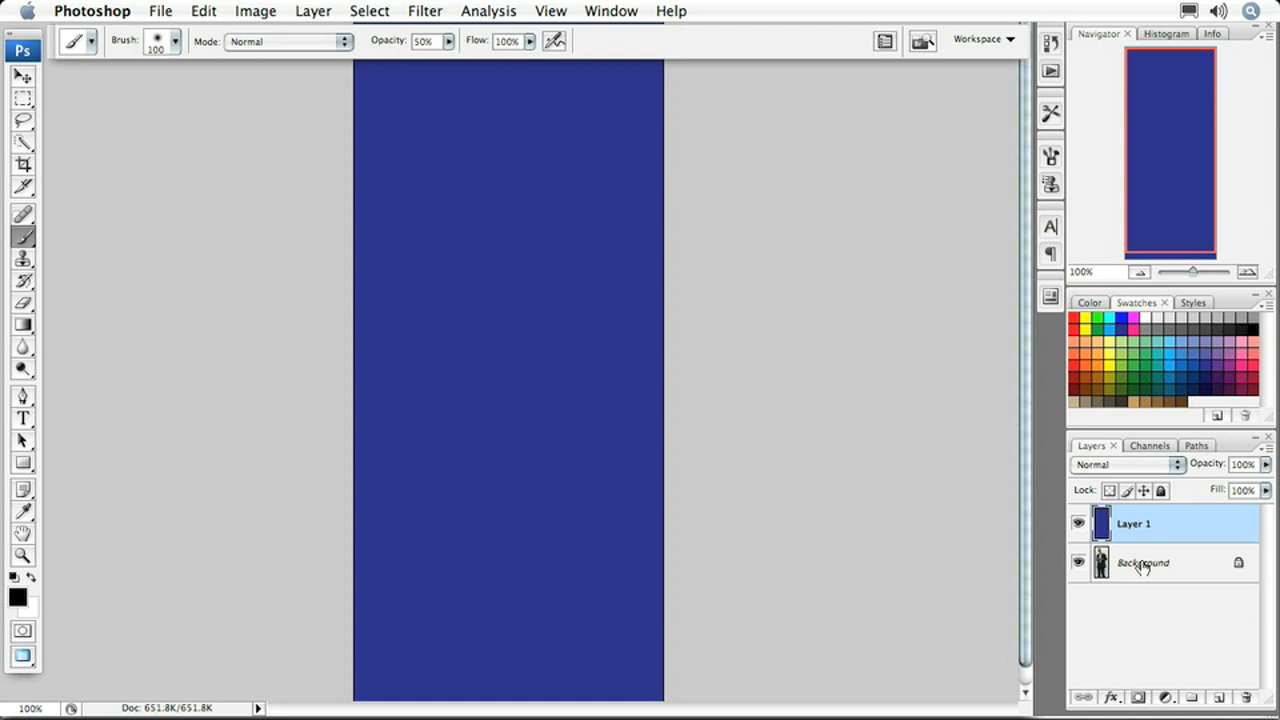 Photoshop File Edit Image Layer Select Filter Analysis View Window Help
Brush: 100 Mode: Normal Opacity: 50% Flow: 100% Workspace
Ps
Navigator Histogram Info
100%
Color Swatches Styles
Layers Channels Paths
Normal Opacity: 100%
Lock: Fill: 100%
Layer 1
Background
T
A
fx
100% Doc: 651.8K/651.8K